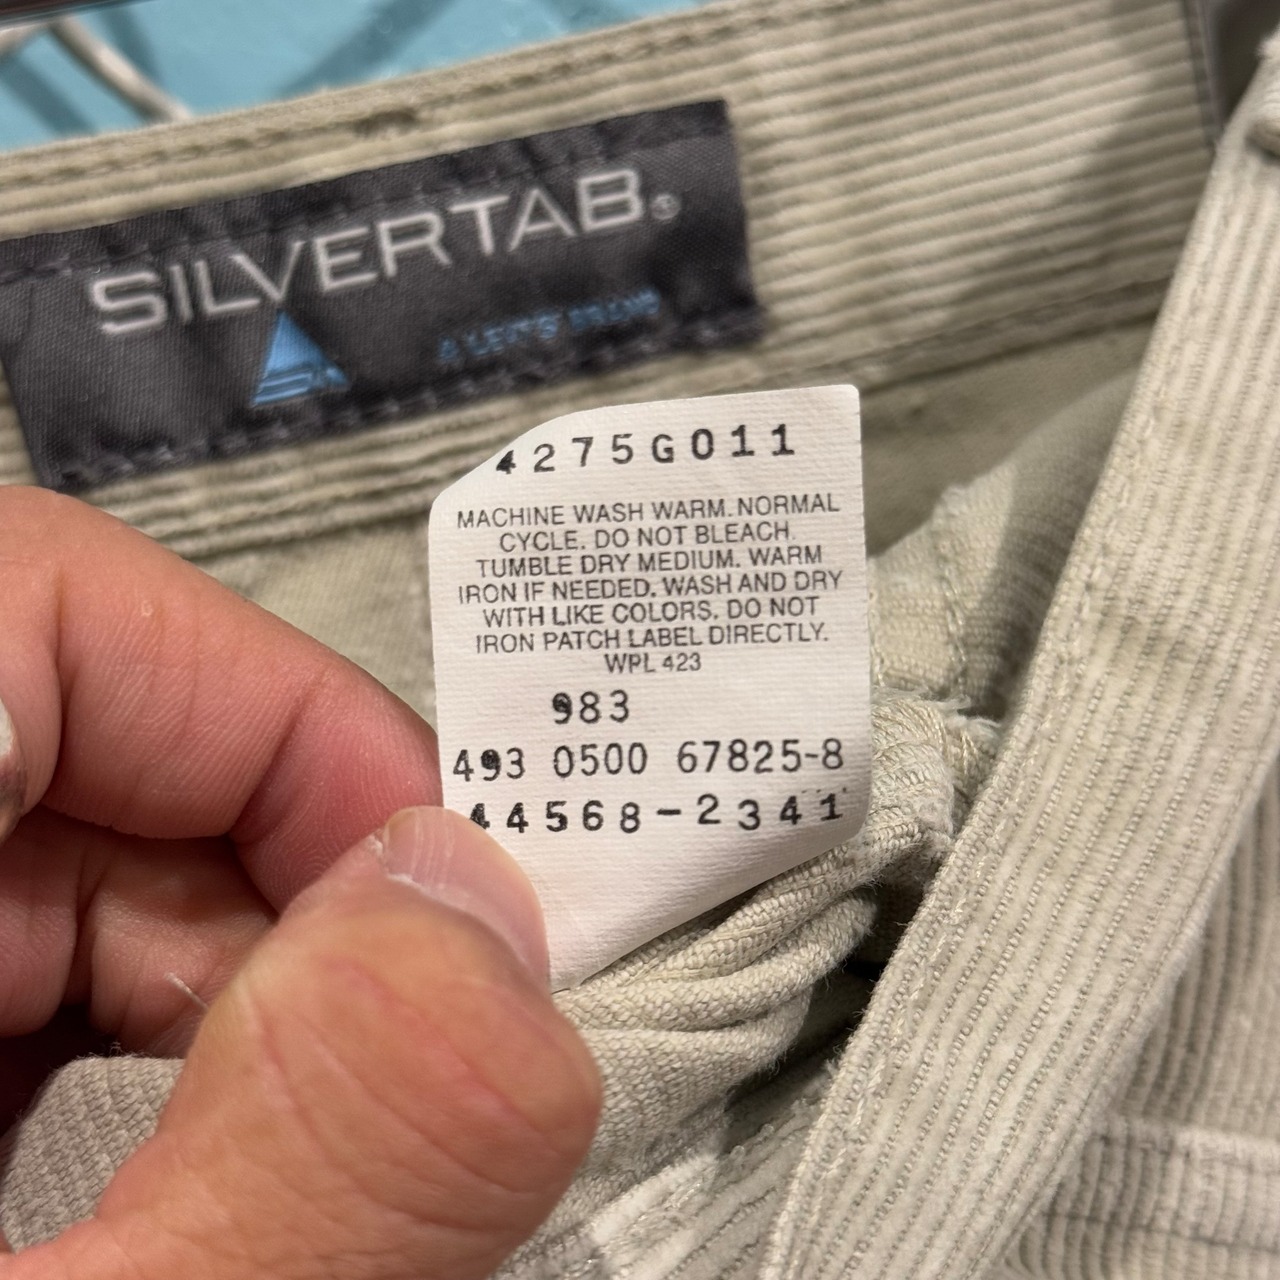 SILVERTAB®
A LEVI'S BRAND
4275G011
MACHINE WASH WARM. NORMAL
CYCLE. DO NOT BLEACH.
TUMBLE DRY MEDIUM. WARM
IRON IF NEEDED. WASH AND DRY
WITH LIKE COLORS. DO NOT
IRON PATCH LABEL DIRECTLY.
WPL 423
983
493 0500 67825-8
44568-2341